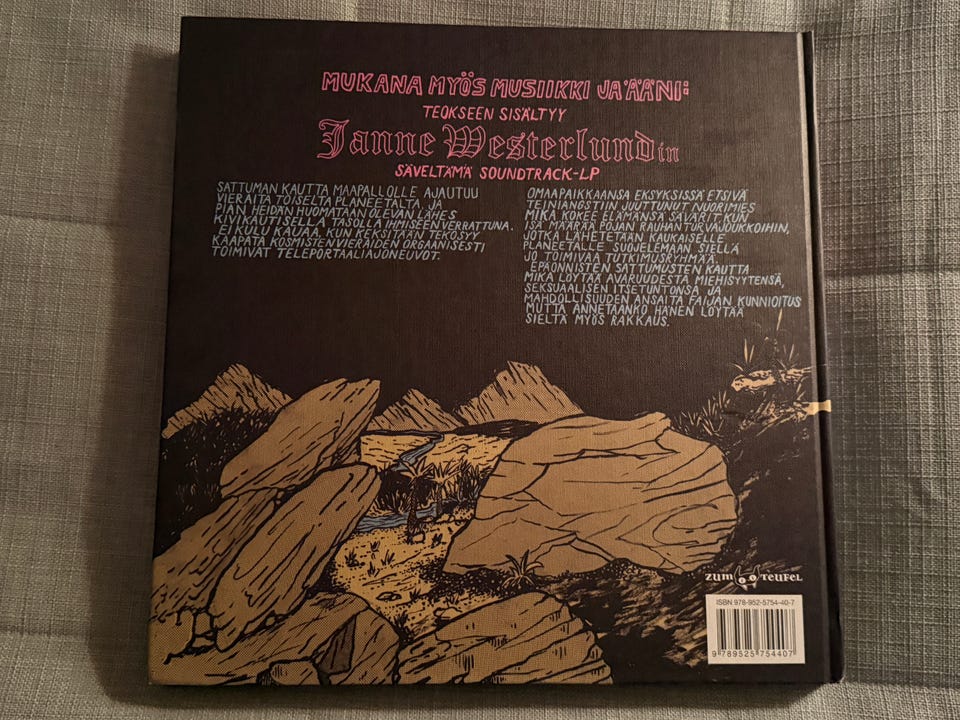 MUKANA MYÖS MUSIIKKI JA ÄÄNI:
TEOKSEEN SISÄLTYY
Janne Westerlundin
SÄVELTÄMÄ SOUNDTRACK-LP
SATTUMAN KAUTTA MAAPALLOLLE AJAUTUU
VIERAITA TOISELTA PLANEETALTA, JA
PIAN HEIDÄN HUOMATAAN OLEVAN LÄHES
KIVIKAUTISELLA TASOLLA IHMISEEN VERRATTUNA.
EI KULU KAUAA, KUN KEKSITÄÄN TEKOSYY
KAAPATA KOSMISTEN VIERAIDEN ORGAANISESTI
TOIMIVAT TELEPORTAALIAJONEUVOT.
OMAAPAIKKAANSA EKSYKSISSÄ ETSIVÄ
TEINIANGSTIIN JUUTTUNUT NUORIMIES
MIKA KOKEE ELÄMÄNSÄ SÄVÄRIT KUN
ISÄ MÄÄRÄÄ POJAN RAUHANTURVAJOUKKOIHIN,
JOTKA LÄHETETÄÄN KAUKAISELLE
PLANEETALLE SUOJELEMAAN SIELLÄ
JO TOIMIVAA TUTKIMUSRYHMÄÄ.
EPÄONNISTEN SATTUMUSTEN KAUTTA
MIKA LÖYTÄÄ AVARUUDESTA MIEHISYYTENSÄ,
SEKSUAALISEN ITSETUNTONSA JA
MAHDOLLISUUDEN ANSAITA FAIJAN KUNNIOITUS
MUTTA ANNETAANKO HÄNEN LÖYTÄÄ
SIELTÄ MYÖS RAKKAUS.
ZUM TEUFEL
ISBN 978-952-5754-40-7
9 789525 754407